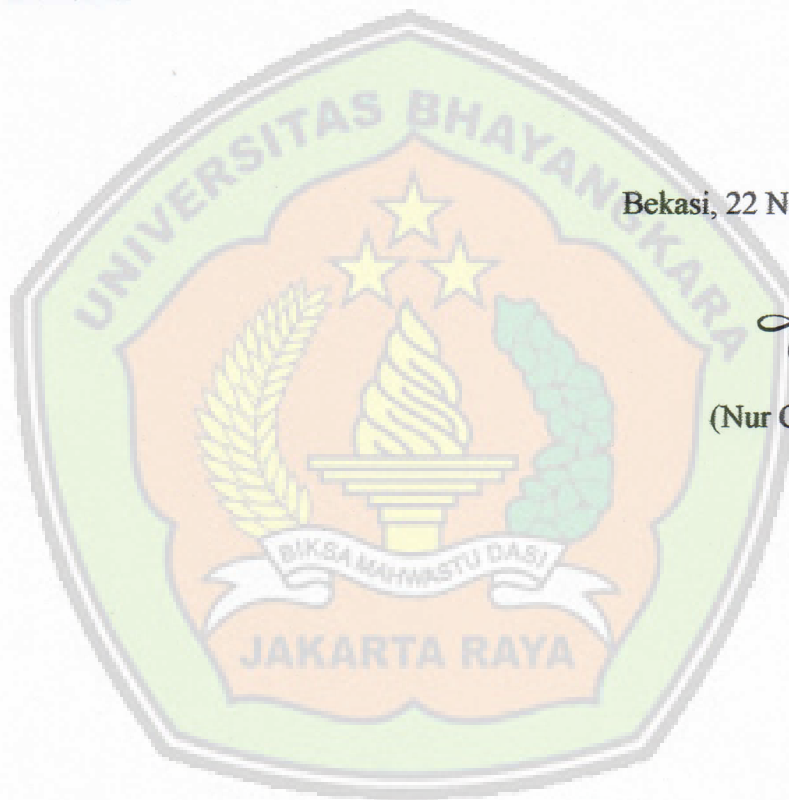 UNIVERSITAS BHAYANGKARA
Bekasi, 22 N
(Nur
BIKSA MAHWASTU DASI
JAKARTA RAYA